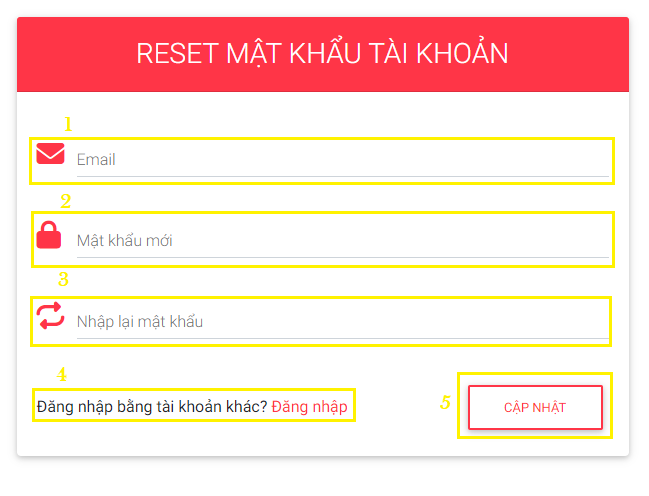 RESET MẬT KHẨU TÀI KHOẢN
1
Email
2
Mật khẩu mới
3
Nhập lại mật khẩu
4
Đăng nhập bằng tài khoản khác? Đăng nhập
5
CẬP NHẬT